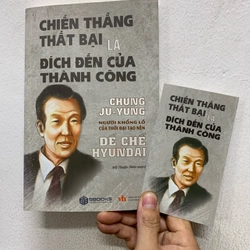 CHIẾN THẮNG
THẤT BẠI LÀ
ĐÍCH ĐẾN CỦA
THÀNH CÔNG
CHUNG
JU-YUNG
NGƯỜI KHỔNG LỒ
CỦA THỜI ĐẠI TẠO NÊN
ĐẾ CHẾ
HYUNDAI
SBOOKS
CHIẾN THẮNG
THẤT BẠI LÀ
ĐÍCH ĐẾN CỦA
THÀNH CÔNG